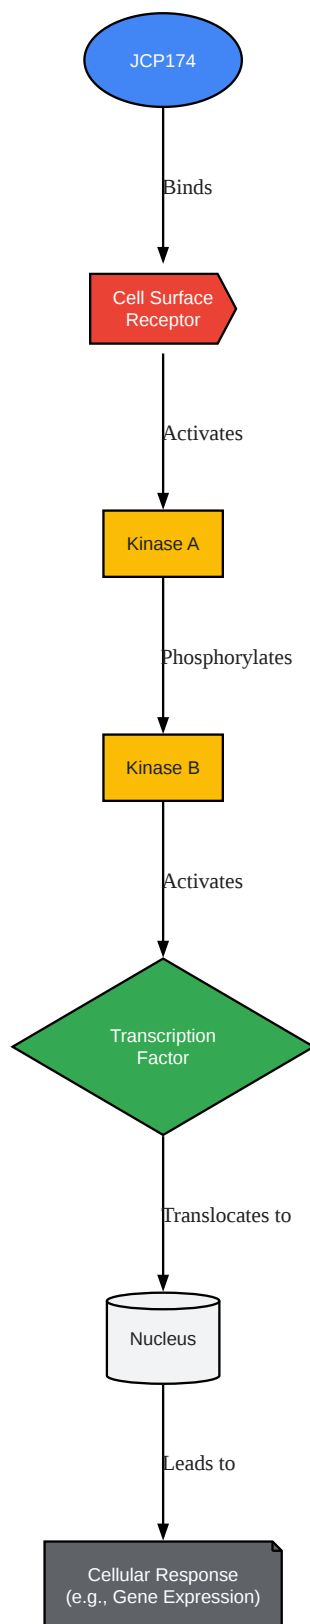 JCP174
Binds
Cell Surface
Receptor
Activates
Kinase A
Phosphorylates
Kinase B
Activates
Transcription
Factor
Translocates to
Nucleus
Leads to
Cellular Response
(e.g., Gene Expression)